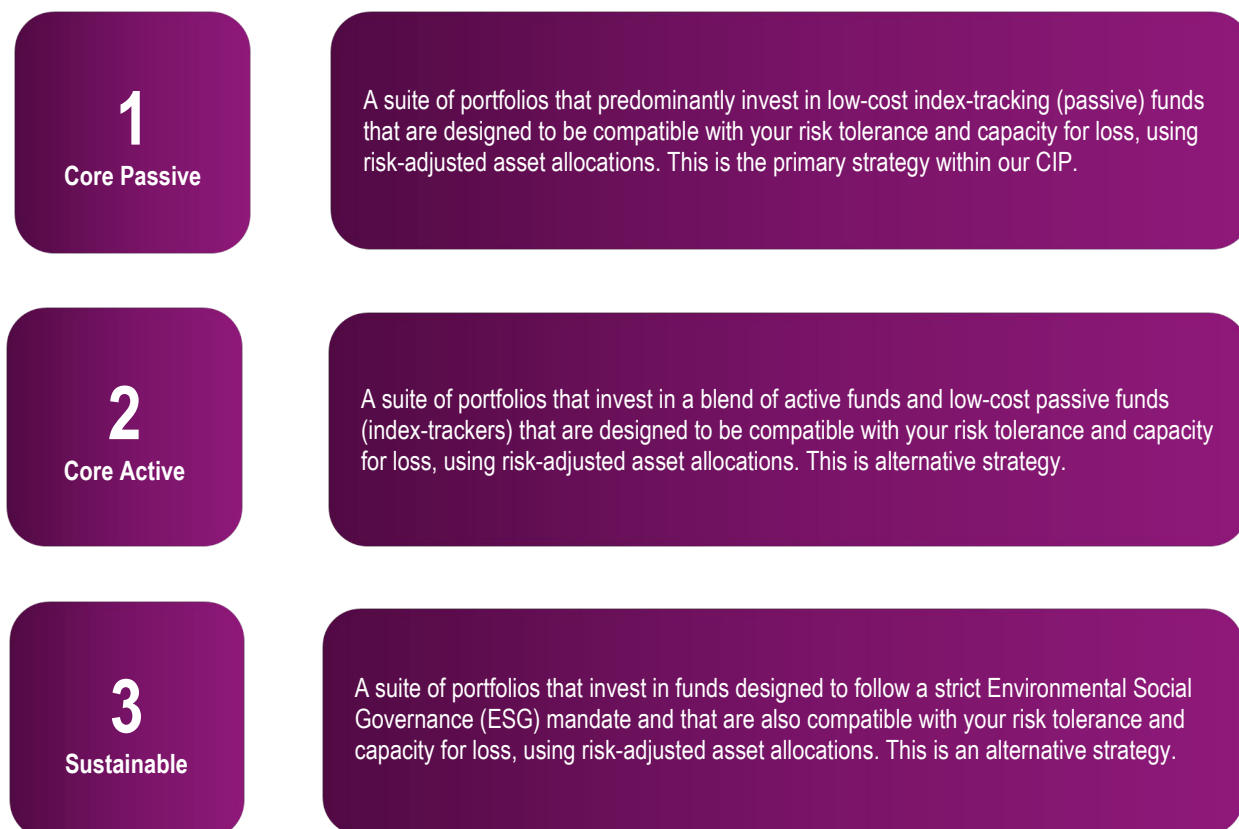 1
Core Passive
A suite of portfolios that predominantly invest in low-cost index-tracking (passive) funds
that are designed to be compatible with your risk tolerance and capacity for loss, using
risk-adjusted asset allocations. This is the primary strategy within our CIP.
2
Core Active
A suite of portfolios that invest in a blend of active funds and low-cost passive funds
(index-trackers) that are designed to be compatible with your risk tolerance and capacity
for loss, using risk-adjusted asset allocations. This is alternative strategy.
3
Sustainable
A suite of portfolios that invest in funds designed to follow a strict Environmental Social
Governance (ESG) mandate and that are also compatible with your risk tolerance and
capacity for loss, using risk-adjusted asset allocations. This is an alternative strategy.